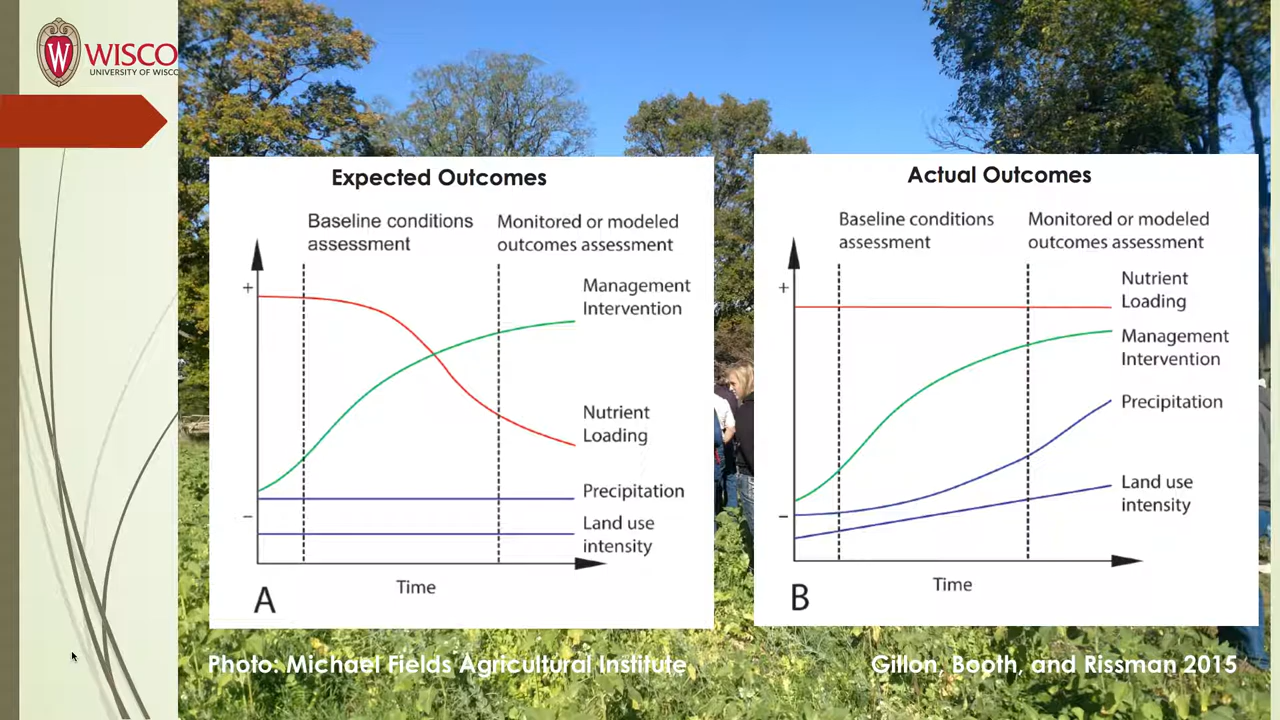 WISCO
UNIVERSITY OF WISC
Expected Outcomes
Baseline conditions
assessment
Monitored or modeled
outcomes assessment
+
Management
Intervention
Nutrient
Loading
Precipitation
−
Land use
intensity
Time
A
Actual Outcomes
Baseline conditions
assessment
Monitored or modeled
outcomes assessment
+
Nutrient
Loading
Management
Intervention
Precipitation
Land use
intensity
−
Time
B
Photo: Michael Fields Agricultural Institute
Gillon, Booth, and Rissman 2015